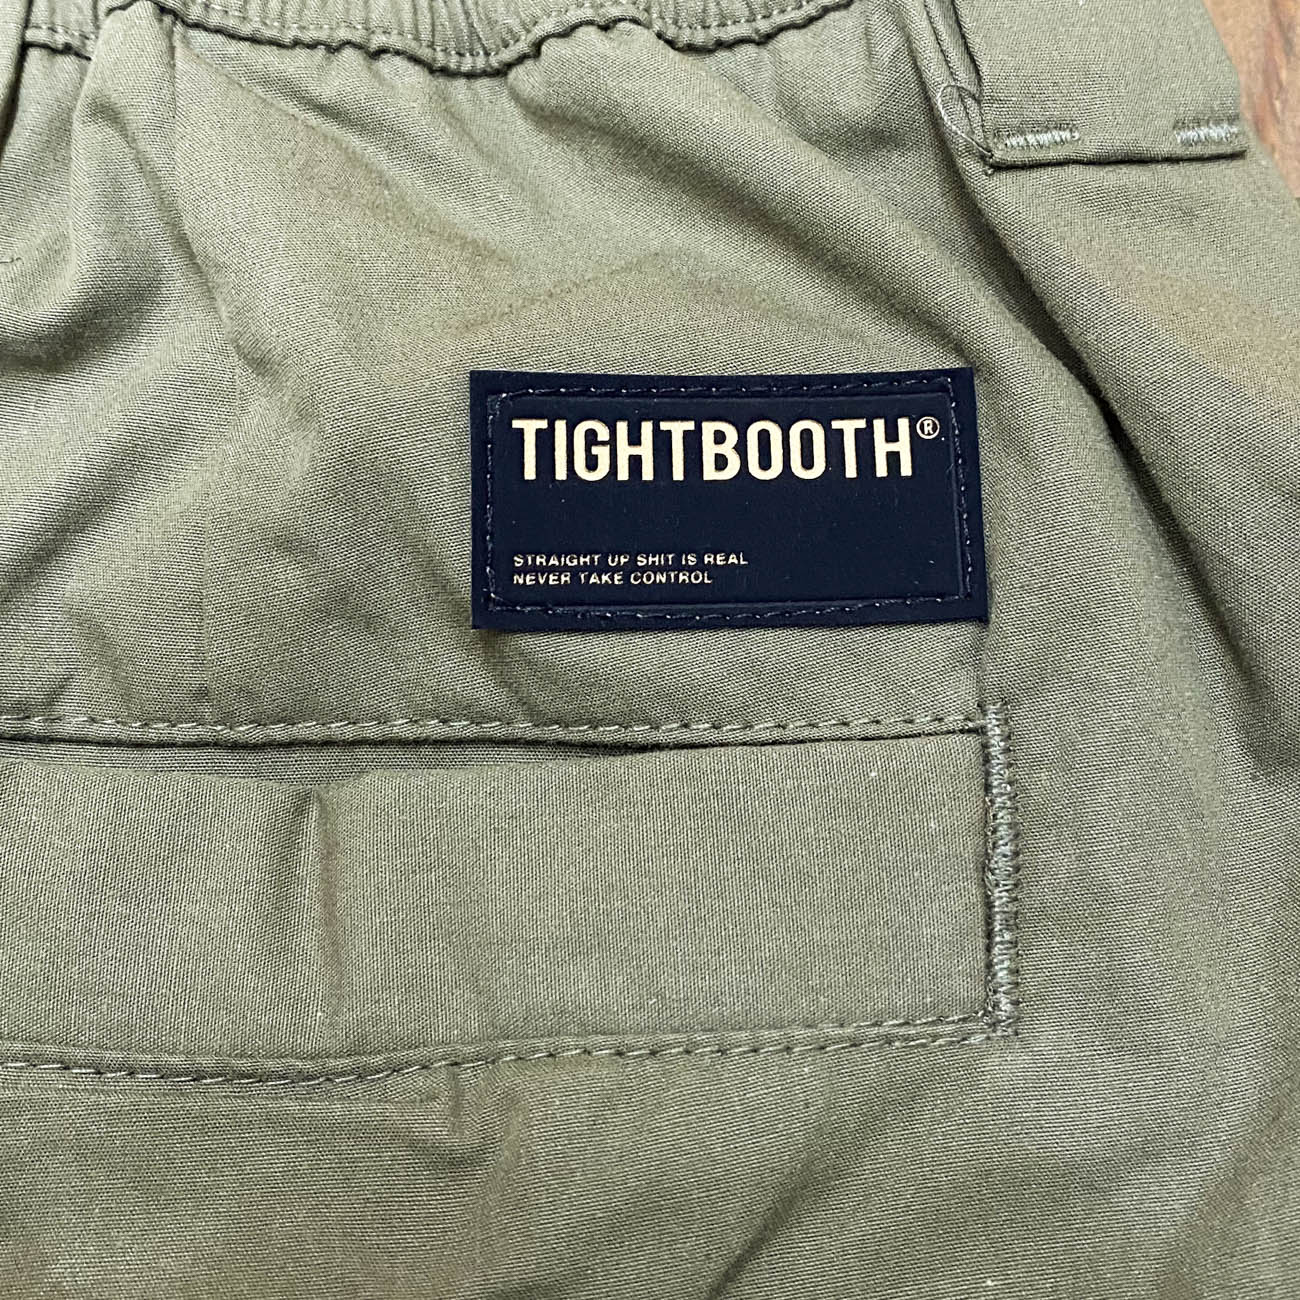 TIGHTBOOTH®
STRAIGHT UP SHIT IS REAL
NEVER TAKE CONTROL